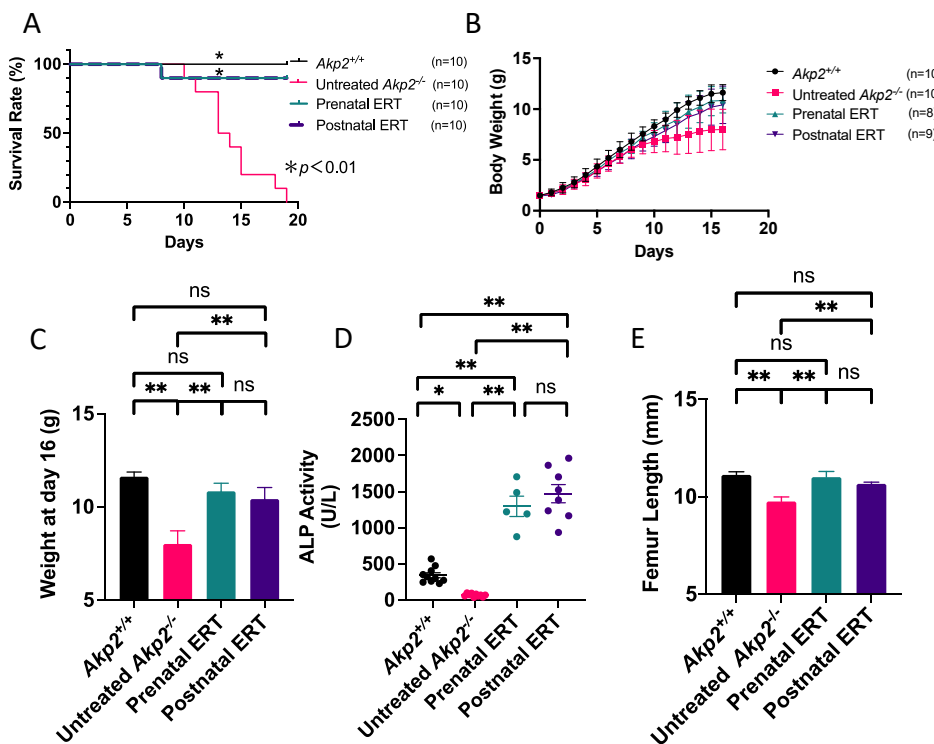 A
Survival Rate (%)
100
50
0
0 5 10 15 20
Days
*
*
Akp2+/+ (n=10)
Untreated Akp2-/- (n=10)
Prenatal ERT (n=10)
Postnatal ERT (n=10)
*p<0.01
B
Body Weight (g)
15
10
5
0
0 5 10 15 20
Days
Akp2+/+ (n=10
Untreated Akp2-/- (n=10
Prenatal ERT (n=8
Postnatal ERT (n=9)
C
ns
**
ns
** ** ns
Weight at day 16 (g)
15
10
5
Akp2+/+
Untreated Akp2-/-
Prenatal ERT
Postnatal ERT
D
**
**
**
* ** ns
ALP Activity
(U/L)
2500
2000
1500
1000
500
0
Akp2+/+
Untreated Akp2-/-
Prenatal ERT
Postnatal ERT
E
ns
**
ns
** ** ns
Femur Length (mm)
15
10
5
Akp2+/+
Untreated Akp2-/-
Prenatal ERT
Postnatal ERT